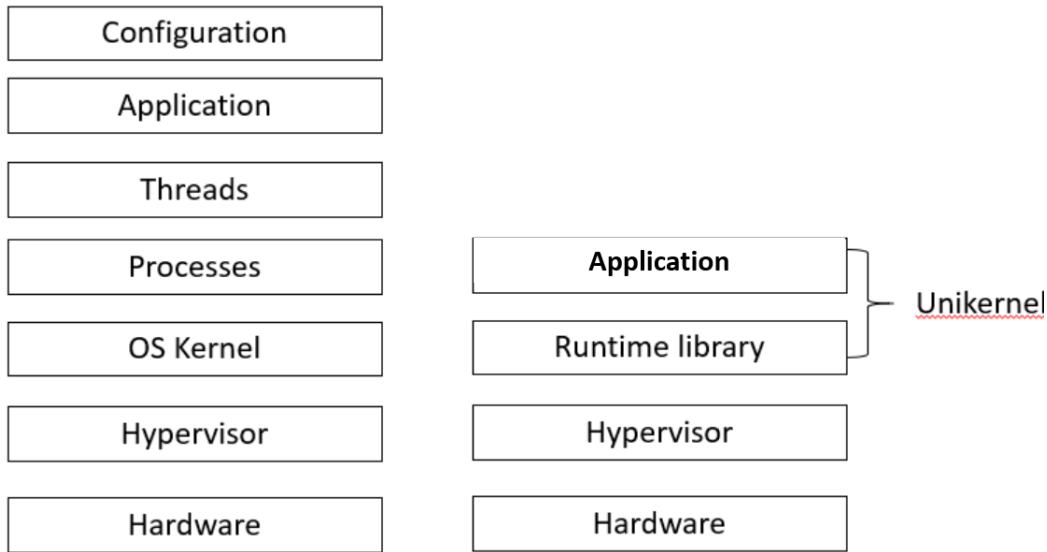 Configuration
Application
Threads
Processes
OS Kernel
Hypervisor
Hardware
Application
Runtime library
Hypervisor
Hardware
Unikernel